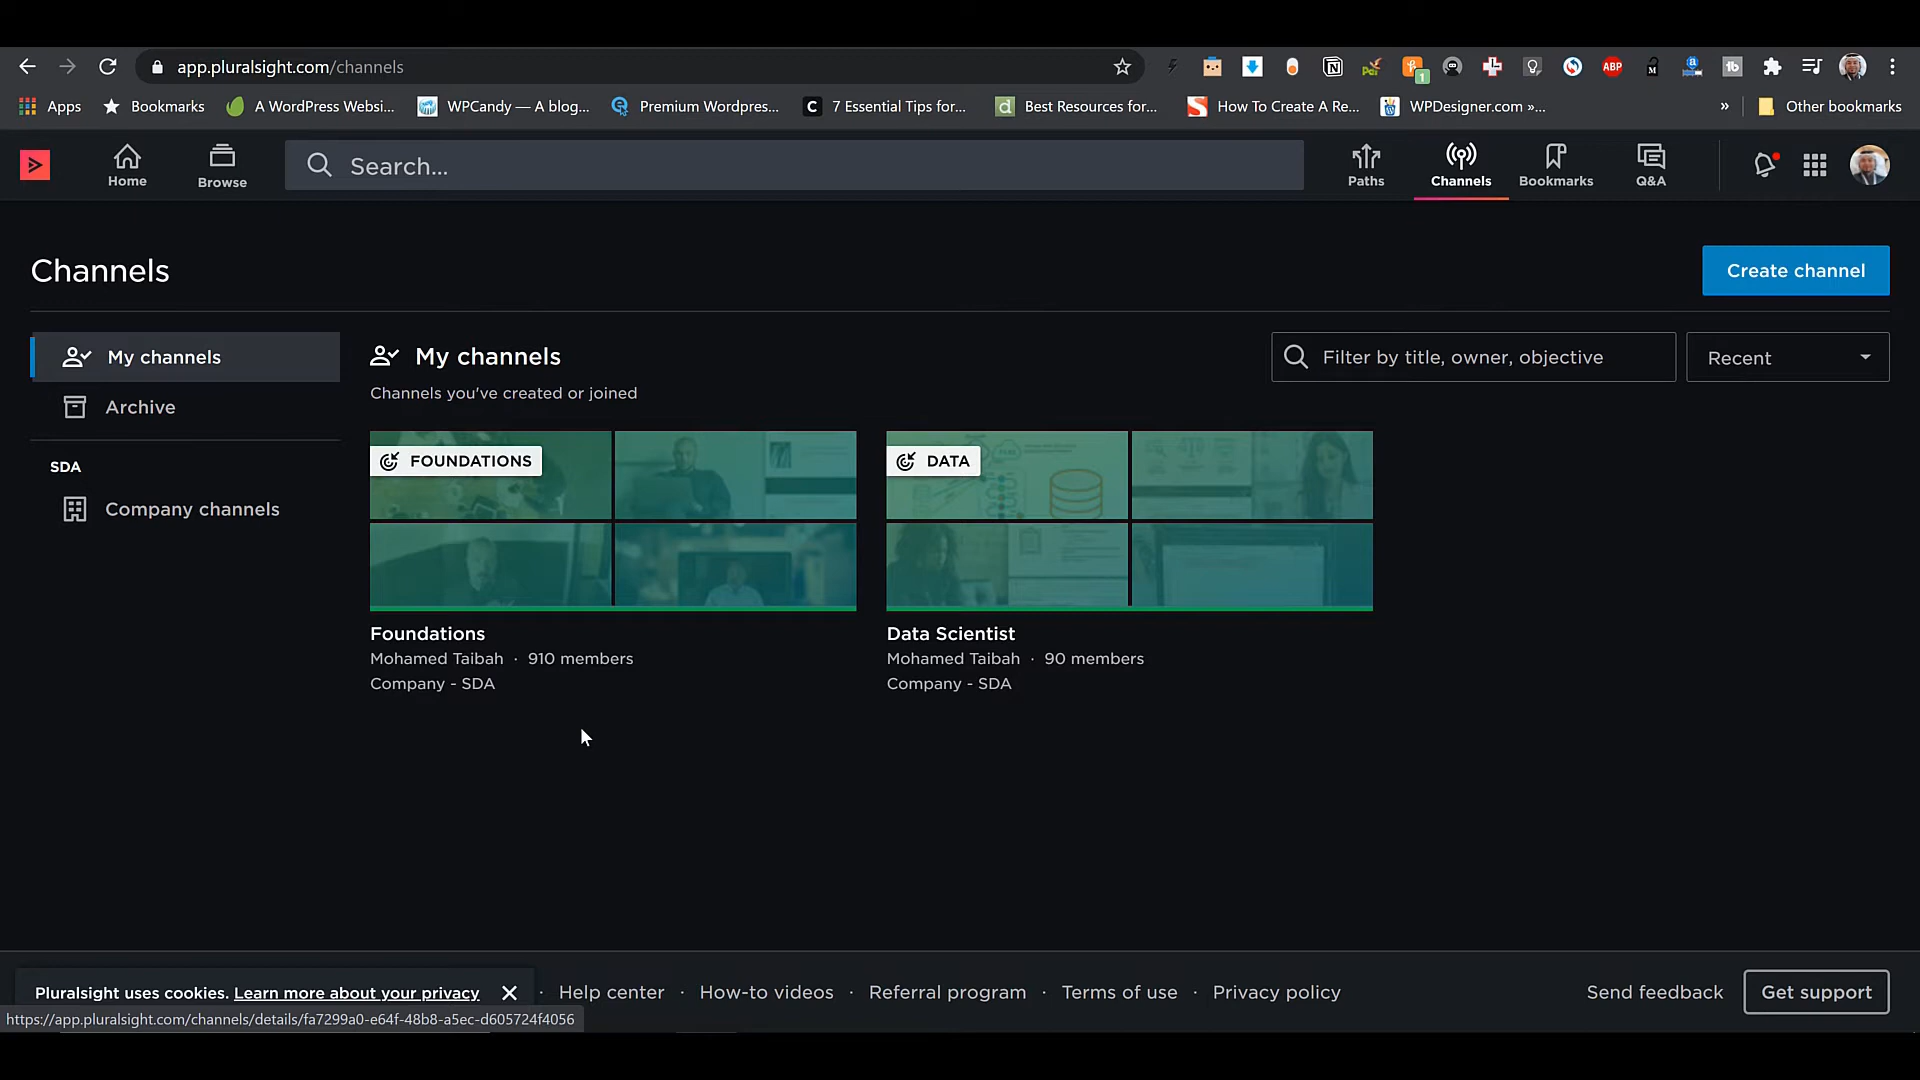 app.pluralsight.com/channels
1
ABP
Apps
Bookmarks
A WordPress Websi...
WPCandy — A blog...
Premium Wordpres...
7 Essential Tips for...
Best Resources for...
How To Create A Re...
WPDesigner.com »...
»
Other bookmarks
Home
Browse
Search...
Paths
Channels
Bookmarks
Q&A
Channels
Create channel
My channels
Archive
SDA
Company channels
My channels
Channels you've created or joined
Filter by title, owner, objective
Recent
FOUNDATIONS
Foundations
Mohamed Taibah · 910 members
Company - SDA
DATA
Data Scientist
Mohamed Taibah · 90 members
Company - SDA
Pluralsight uses cookies. Learn more about your privacy
· Help center · How-to videos · Referral program · Terms of use · Privacy policy
Send feedback
Get support
https://app.pluralsight.com/channels/details/fa7299a0-e64f-48b8-a5ec-d605724f4056